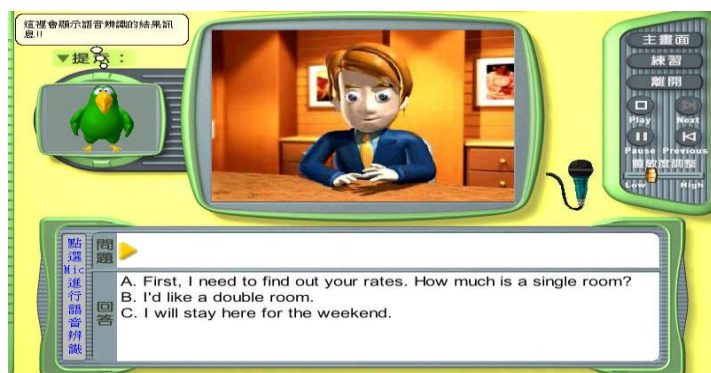 這裡會顯示語音辨識的結果訊
息!!
▼提示：
主畫面
練習
離開
Play Next
Pause Previous
靈敏度調整
Low High
點選Mic進行語音辨識
問題
回答
A. First, I need to find out your rates. How much is a single room?
B. I'd like a double room.
C. I will stay here for the weekend.